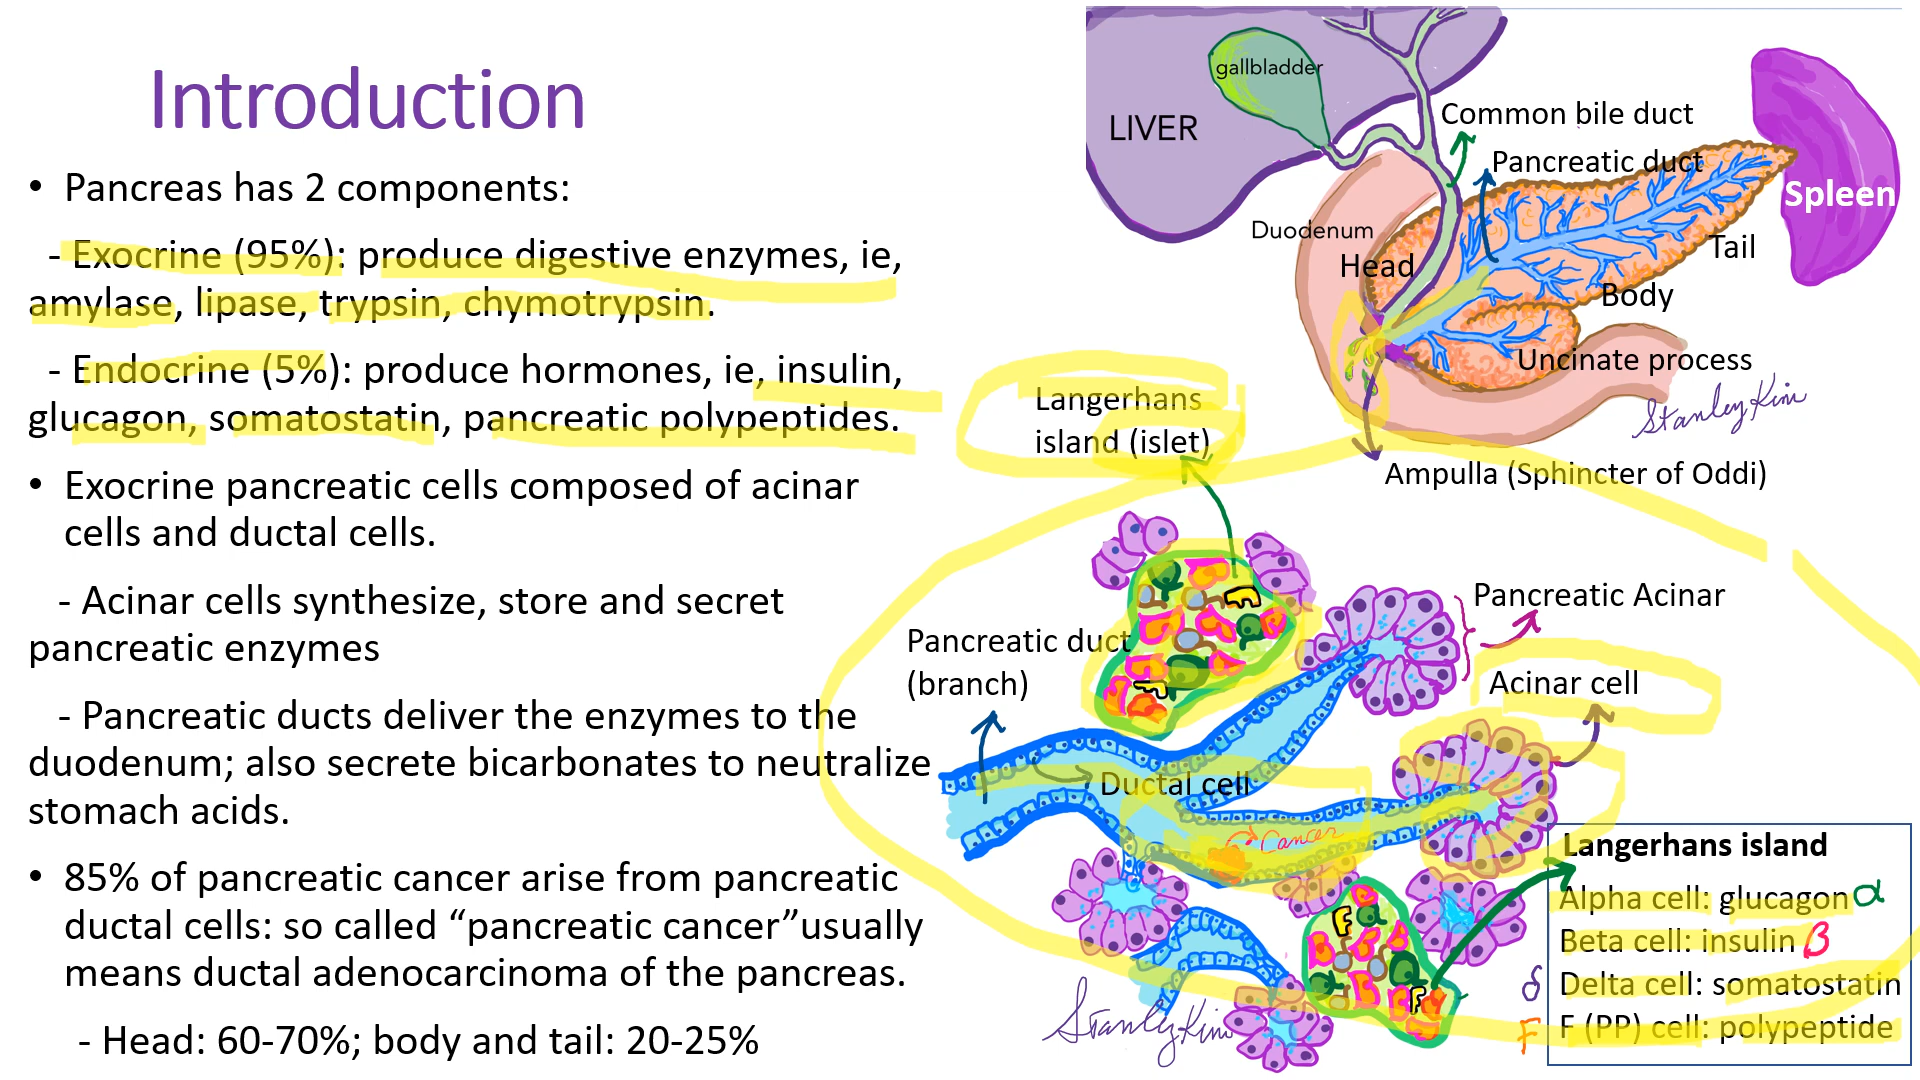 Introduction
• Pancreas has 2 components:
- Exocrine (95%): produce digestive enzymes, ie,
amylase, lipase, trypsin, chymotrypsin.
- Endocrine (5%): produce hormones, ie, insulin,
glucagon, somatostatin, pancreatic polypeptides.
• Exocrine pancreatic cells composed of acinar
cells and ductal cells.
- Acinar cells synthesize, store and secret
pancreatic enzymes
- Pancreatic ducts deliver the enzymes to the
duodenum; also secrete bicarbonates to neutralize
stomach acids.
• 85% of pancreatic cancer arise from pancreatic
ductal cells: so called “pancreatic cancer”usually
means ductal adenocarcinoma of the pancreas.
- Head: 60-70%; body and tail: 20-25%
gallbladder
LIVER
Common bile duct
Pancreatic duct
Spleen
Duodenum
Head
Tail
Body
Uncinate process
Stanley Kim
Ampulla (Sphincter of Oddi)
Langerhans
island (islet)
Pancreatic Acinar
Pancreatic duct
(branch)
Acinar cell
Ductal cell
Cancer
Langerhans island
Alpha cell: glucagon α
Beta cell: insulin β
δ Delta cell: somatostatin
F F (PP) cell: polypeptide
Stanley Kim